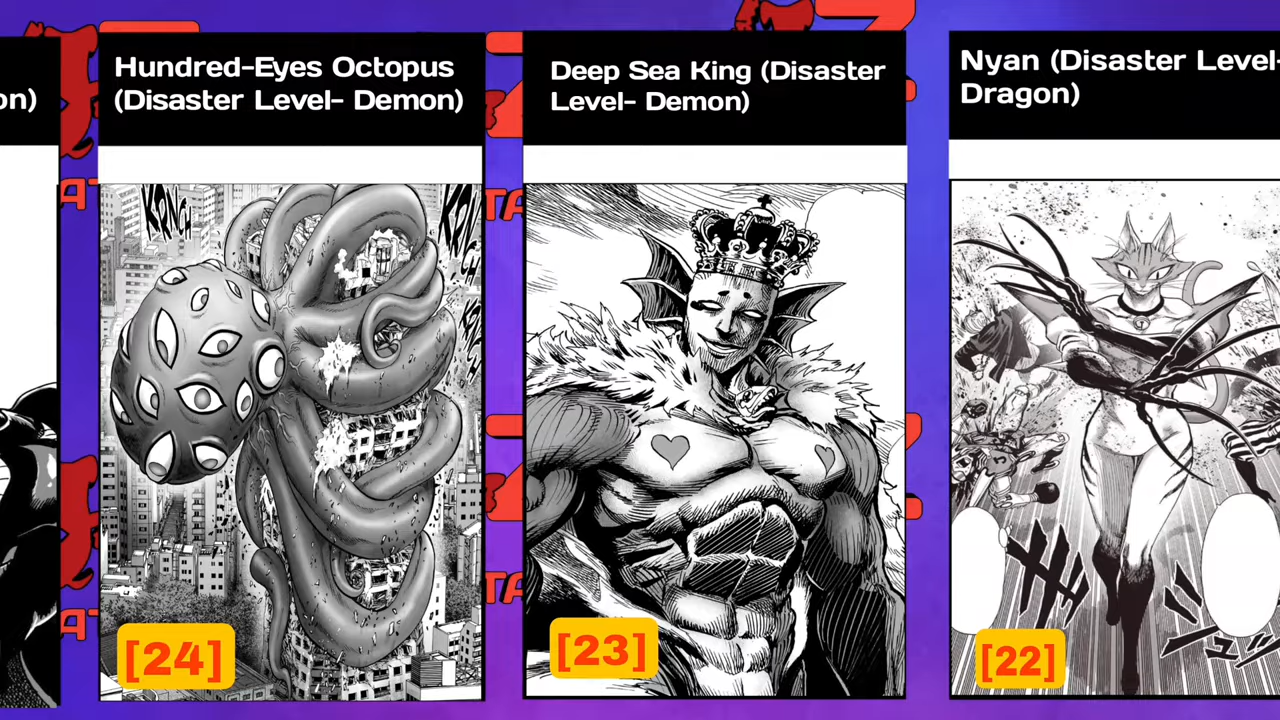 on)
Hundred-Eyes Octopus
(Disaster Level- Demon)
KRNCH
[24]
Deep Sea King (Disaster
Level- Demon)
[23]
Nyan (Disaster Level-
Dragon)
[22]